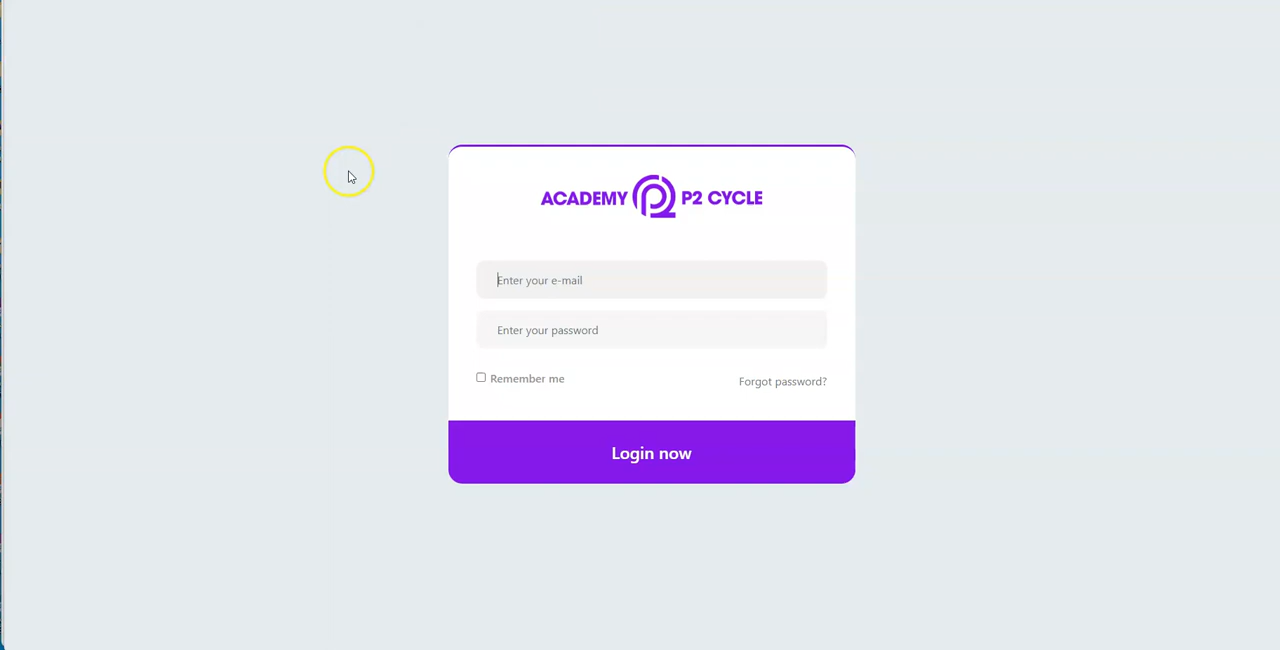 ACADEMY P2 CYCLE
Enter your e-mail
Enter your password
Remember me
Forgot password?
Login now